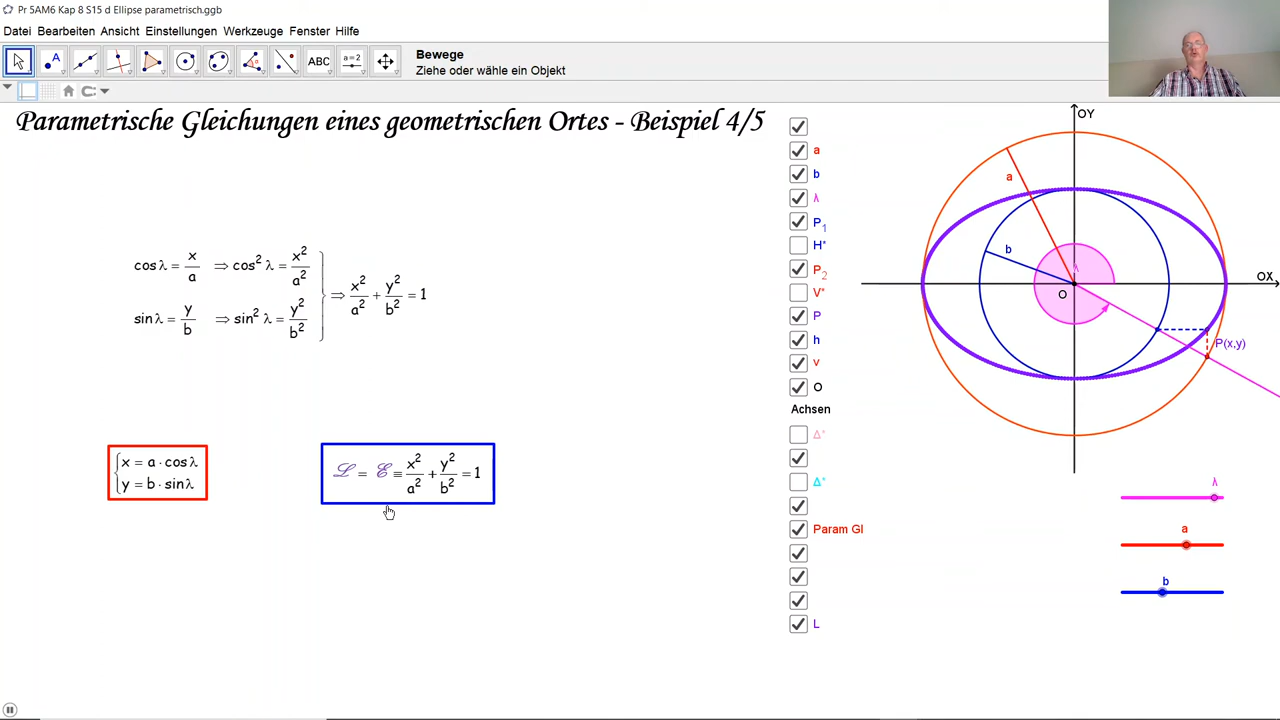 Pr 5AM6 Kap 8 S15 d Ellipse parametrisch.ggb
Datei Bearbeiten Ansicht Einstellungen Werkzeuge Fenster Hilfe
A
ABC
a=2
Bewege
Ziehe oder wähle ein Objekt
Parametrische Gleichungen eines geometrischen Ortes - Beispiel 4/5
cos λ = x/a ⇒ cos² λ = x²/a²
sin λ = y/b ⇒ sin² λ = y²/b²
⇒ x²/a² + y²/b² = 1
x = a · cos λ
y = b · sin λ
ℒ = ℰ ≡ x²/a² + y²/b² = 1
a
b
λ
P₁
H*
P₂
V*
P
h
v
O
Achsen
Δ*
Δ*
Param Gl
L
OY
a
b
λ
O
OX
P(x,y)
λ
a
b